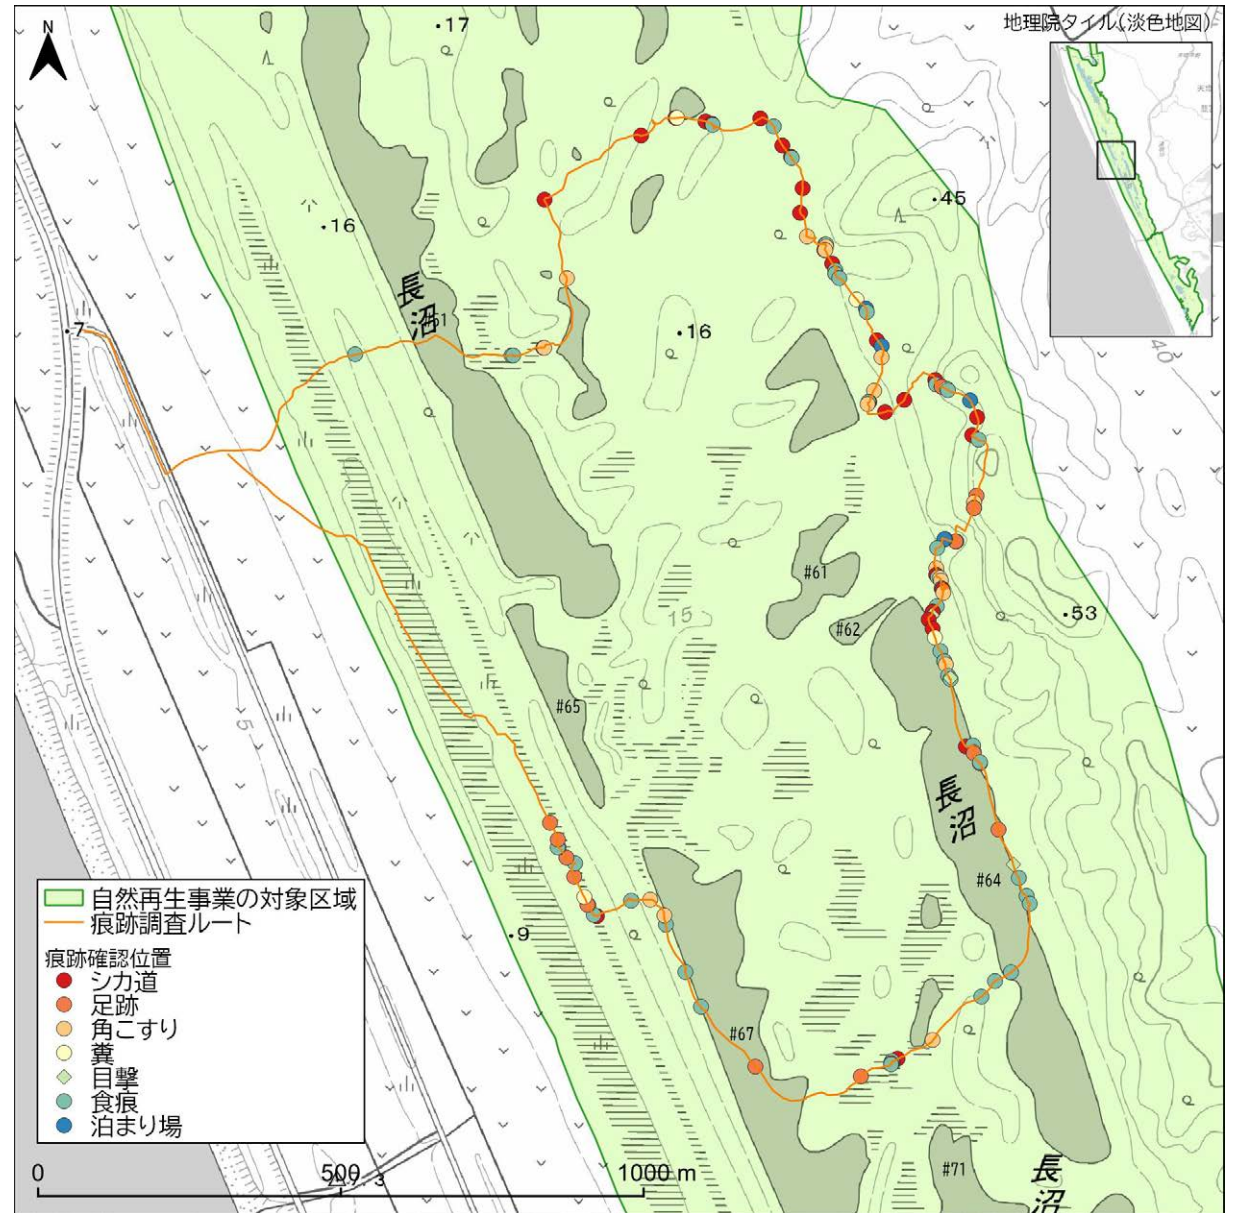 地理院タイル(淡色地図)
N
17
45
16
長沼
7
16
40
#61
53
#62
15
#65
5
長沼
#64
9
#67
#71
長沼
自然再生事業の対象区域
痕跡調査ルート
痕跡確認位置
シカ道
足跡
角こすり
糞
目撃
食痕
泊まり場
0 500 1000 m